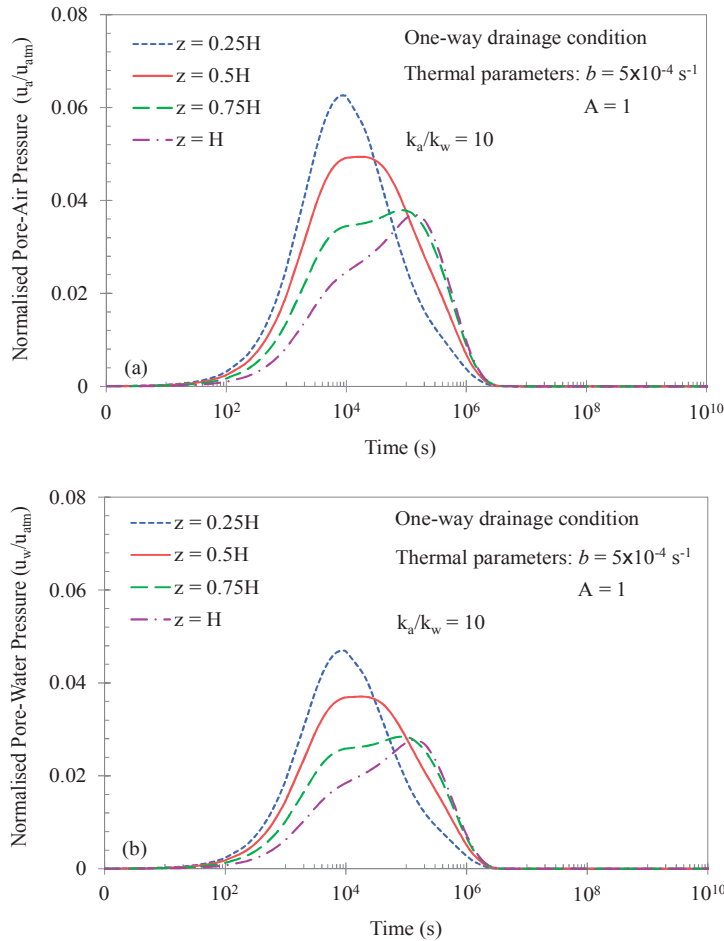 0.08
0.06
0.04
0.02
0
Normalised Pore-Air Pressure (uₐ/uₐₜₘ)
z = 0.25H
z = 0.5H
z = 0.75H
z = H
One-way drainage condition
Thermal parameters: b = 5x10⁻⁴ s⁻¹
A = 1
kₐ/k_w = 10
(a)
0 10² 10⁴ 10⁶ 10⁸ 10¹⁰
Time (s)
0.08
0.06
0.04
0.02
0
Normalised Pore-Water Pressure (u_w/uₐₜₘ)
z = 0.25H
z = 0.5H
z = 0.75H
z = H
One-way drainage condition
Thermal parameters: b = 5x10⁻⁴ s⁻¹
A = 1
kₐ/k_w = 10
(b)
0 10² 10⁴ 10⁶ 10⁸ 10¹⁰
Time (s)